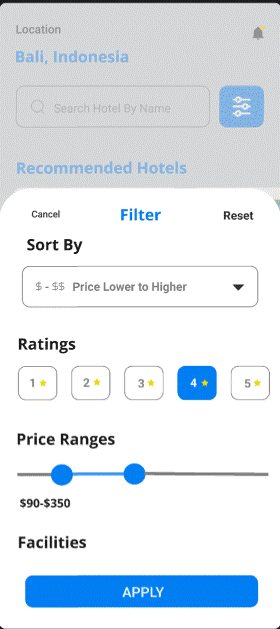 Location
Bali, Indonesia
Search Hotel By Name
Recommended Hotels
Cancel Filter Reset
Sort By
$ - $$ Price Lower to Higher
Ratings
1 2 3 4 5
Price Ranges
$90-$350
Facilities
APPLY